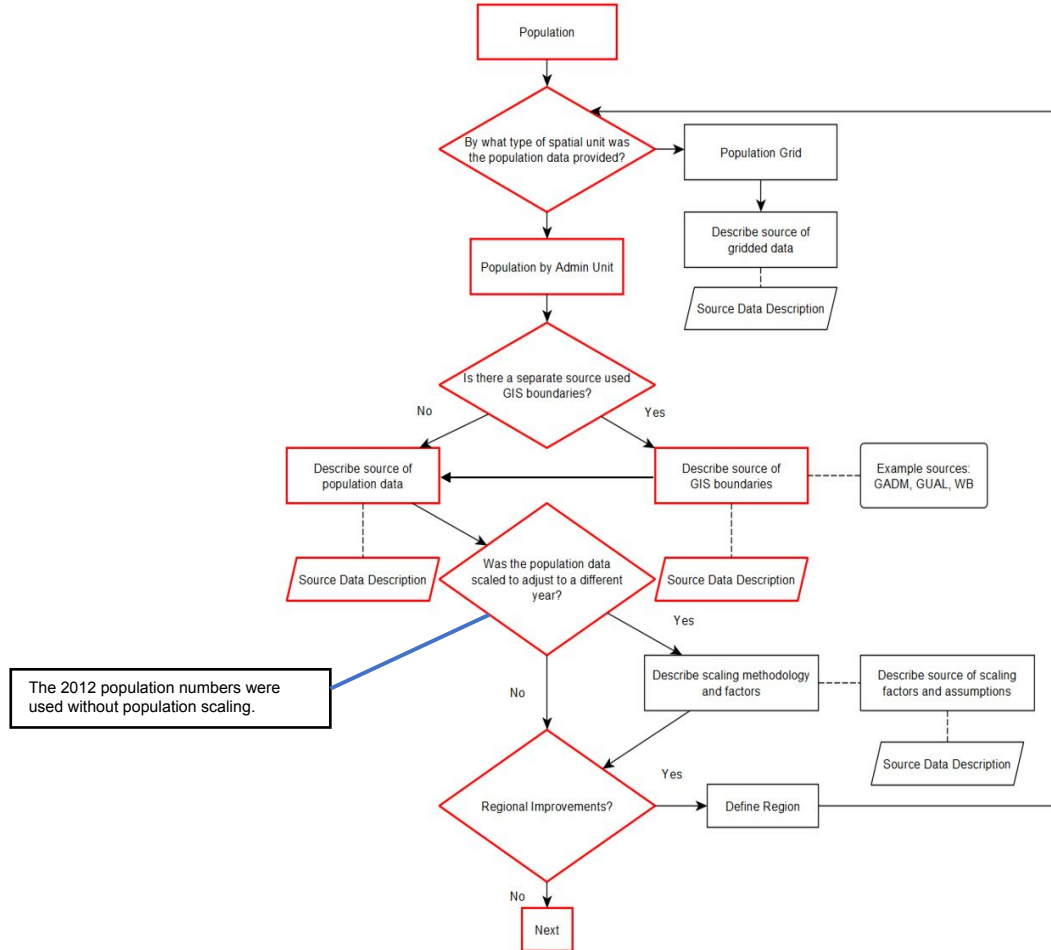 Population
By what type of spatial unit was
the population data provided?
Population Grid
Describe source of
gridded data
Population by Admin Unit
Source Data Description
Is there a separate source used
GIS boundaries?
No
Yes
Describe source of
population data
Describe source of
GIS boundaries
Example sources:
GADM, GUAL, WB
Source Data Description
Was the population data
scaled to adjust to a different
year?
Source Data Description
Yes
The 2012 population numbers were
used without population scaling.
No
Describe scaling methodology
and factors
Describe source of scaling
factors and assumptions
Source Data Description
Regional Improvements?
Yes
Define Region
No
Next